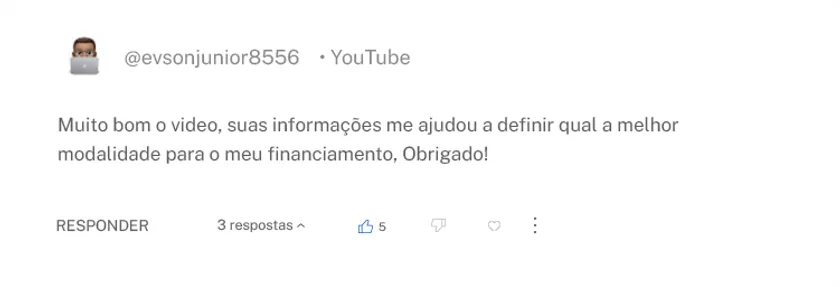 @evsonjunior8556 • YouTube
Muito bom o video, suas informações me ajudou a definir qual a melhor
modalidade para o meu financiamento, Obrigado!
RESPONDER 3 respostas 5